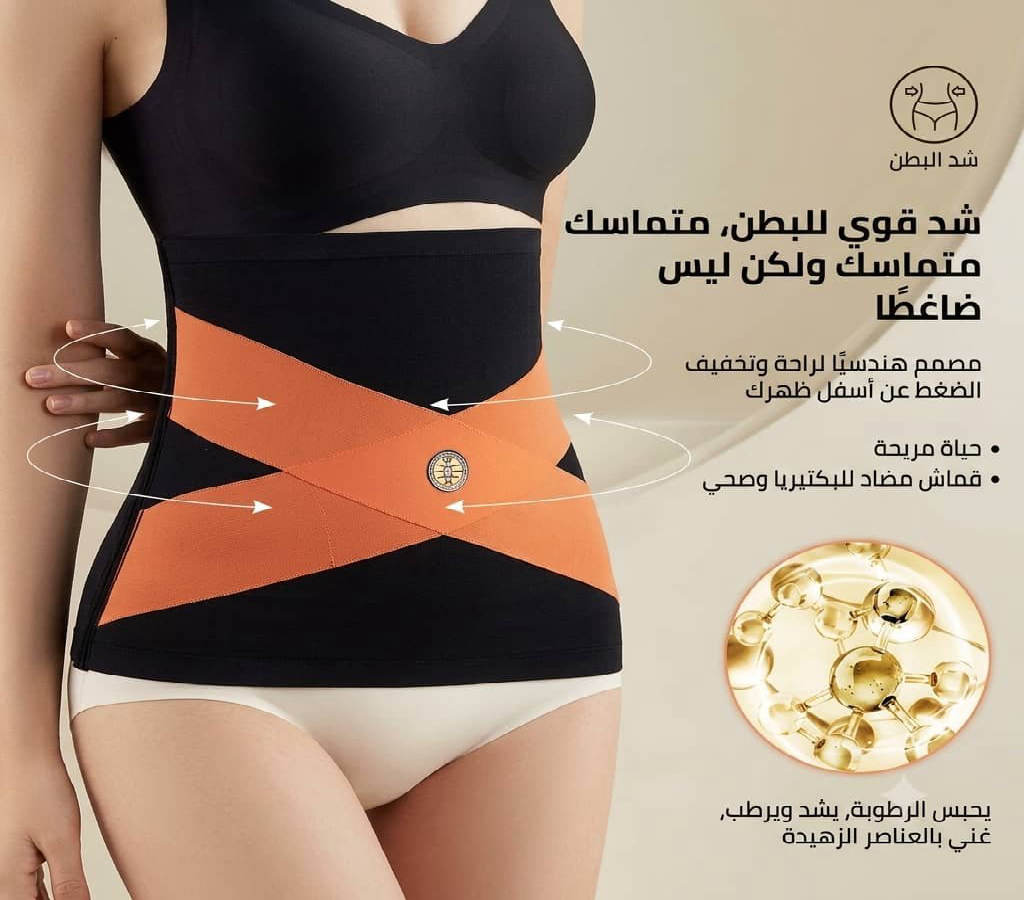 شد البطن
شد قوي للبطن، متماسك
متماسك ولكن ليس
ضاغطًا
مصمم هندسيًا لراحة وتخفيف
الضغط عن أسفل ظهرك
• حياة مريحة
• قماش مضاد للبكتيريا وصحي
يحبس الرطوبة, يشد ويرطب,
غني بالعناصر الزهيدة